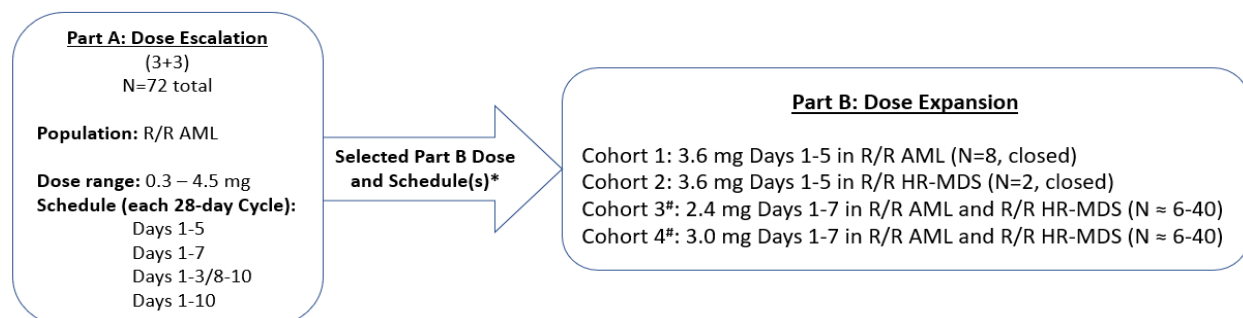 Part A: Dose Escalation
(3+3)
N=72 total
Population: R/R AML
Dose range: 0.3 – 4.5 mg
Schedule (each 28-day Cycle):
Days 1-5
Days 1-7
Days 1-3/8-10
Days 1-10
Selected Part B Dose
and Schedule(s)*
Part B: Dose Expansion
Cohort 1: 3.6 mg Days 1-5 in R/R AML (N=8, closed)
Cohort 2: 3.6 mg Days 1-5 in R/R HR-MDS (N=2, closed)
Cohort 3#: 2.4 mg Days 1-7 in R/R AML and R/R HR-MDS (N ≈ 6-40)
Cohort 4#: 3.0 mg Days 1-7 in R/R AML and R/R HR-MDS (N ≈ 6-40)